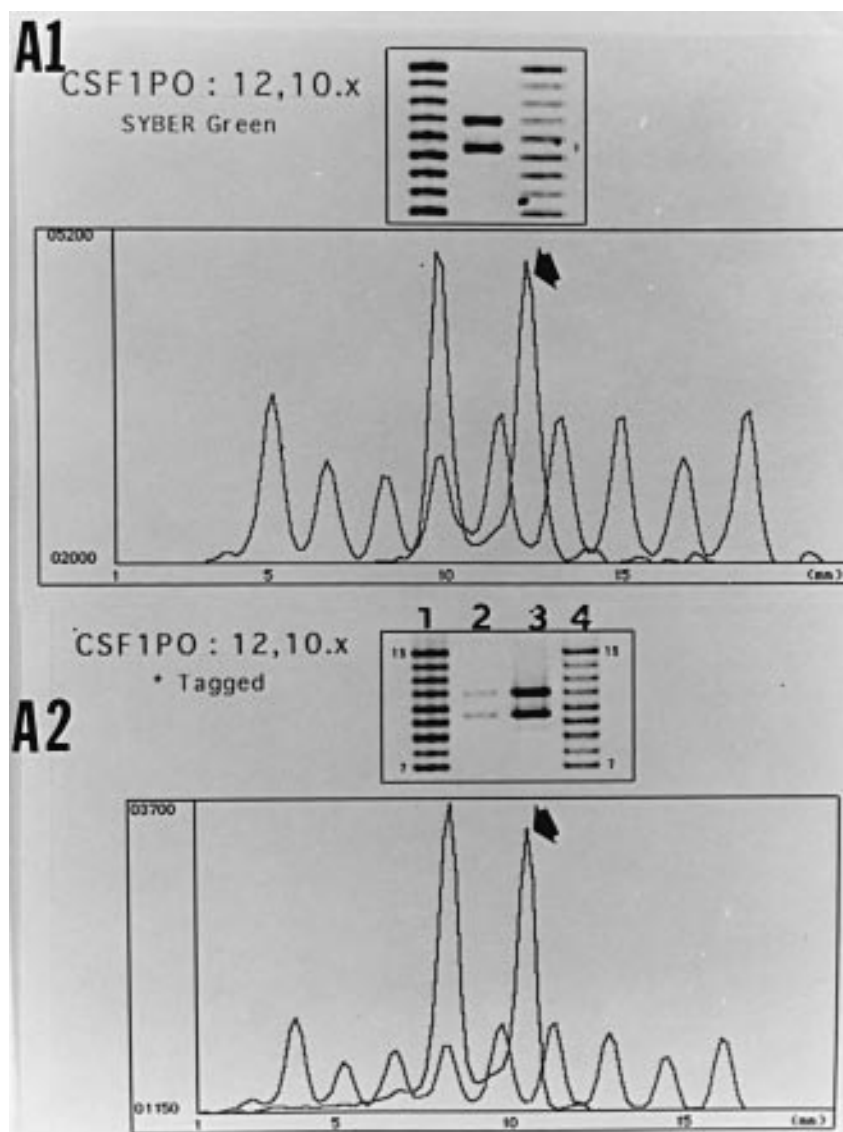 A1
CSF1PO : 12,10.x
SYBER Green
05200
02000
1 5 10 15 (mm)
1 2 3 4
CSF1PO : 12,10.x
* Tagged
15 15
7 7
A2
03700
01150
1 5 10 15 (mm)